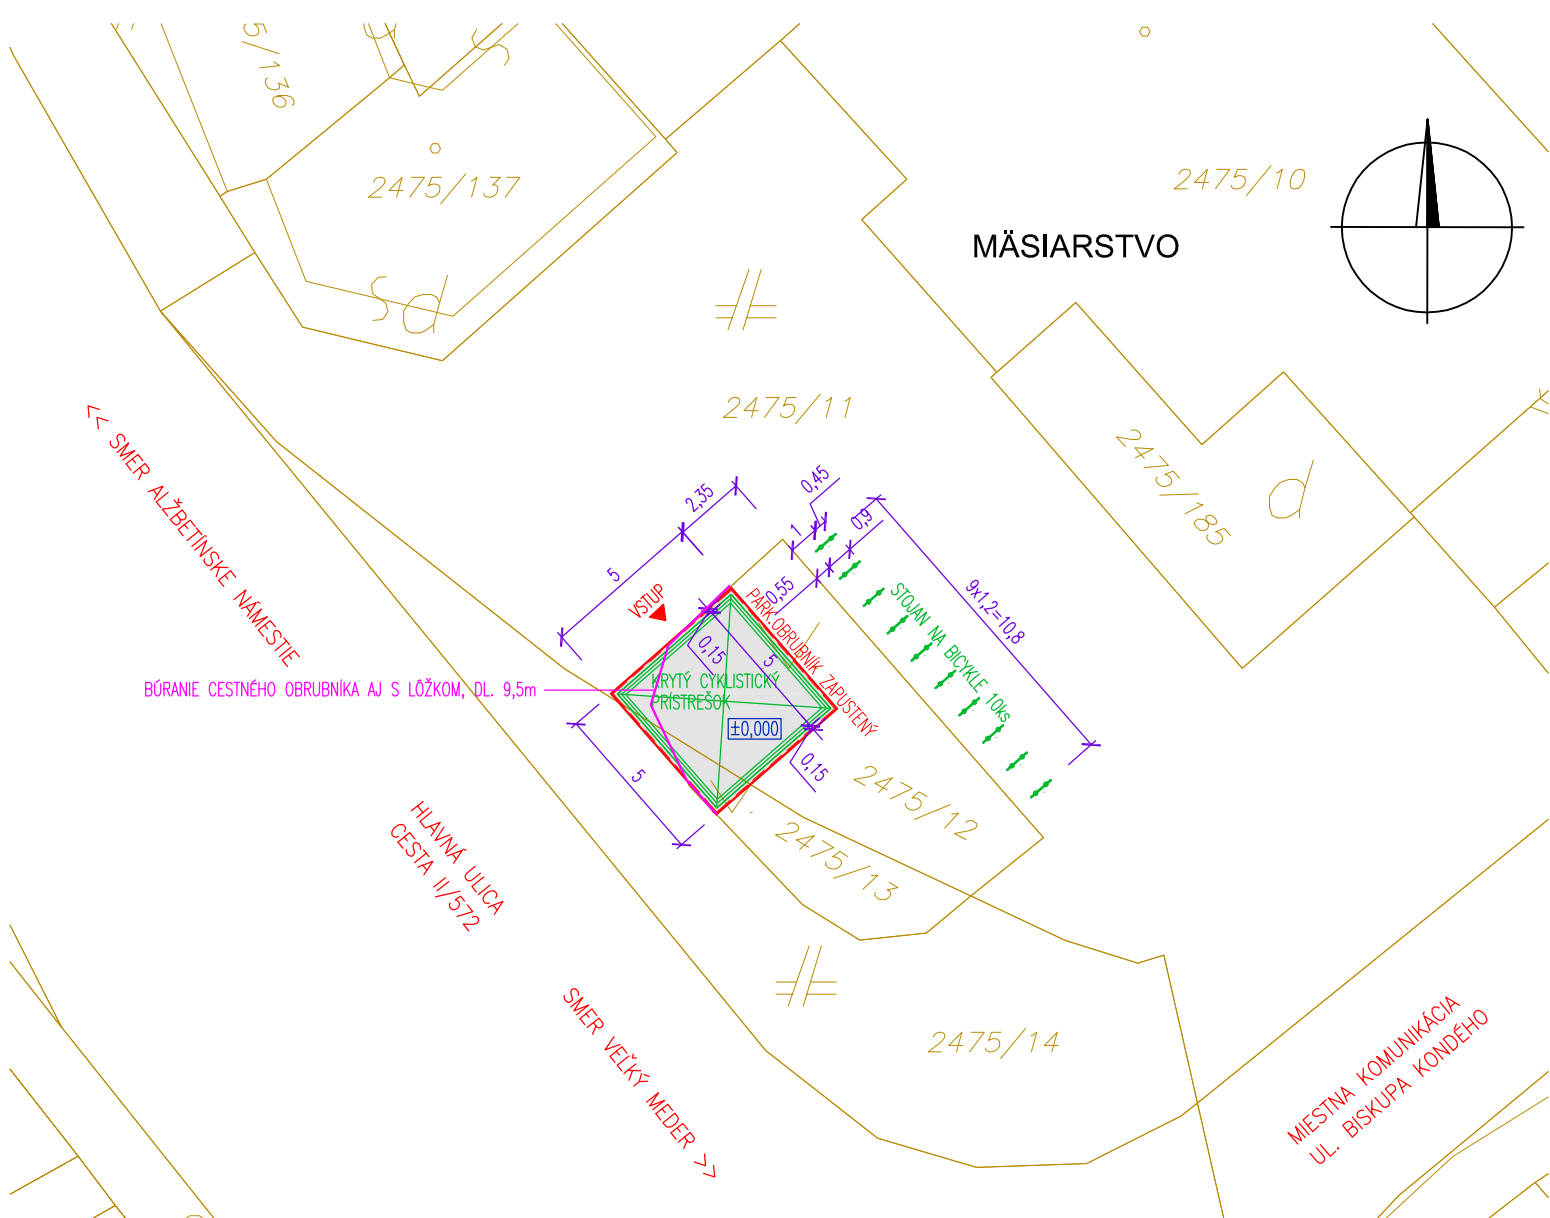 5/136
2475/137
2475/10
MÄSIARSTVO
2475/11
2475/185
<< SMER ALŽBETÍNSKE NÁMESTIE
2,35
0,45
1
0,9
5
VSTUP
0,55
9x1,2=10,8
STOJAN NA BICYKLE 10ks
PARK.OBRUBNÍK ZAPUSTENÝ
0,15
5
KRYTÝ CYKLISTICKÝ
PRÍSTREŠOK
±0,000
BÚRANIE CESTNÉHO OBRUBNÍKA AJ S LÔŽKOM, DL. 9,5m
5
0,15
2475/12
2475/13
HLAVNÁ ULICA
CESTA II/572
SMER VEĽKÝ MEDER >>
2475/14
MIESTNA KOMUNIKÁCIA
UL. BISKUPA KONDÉHO